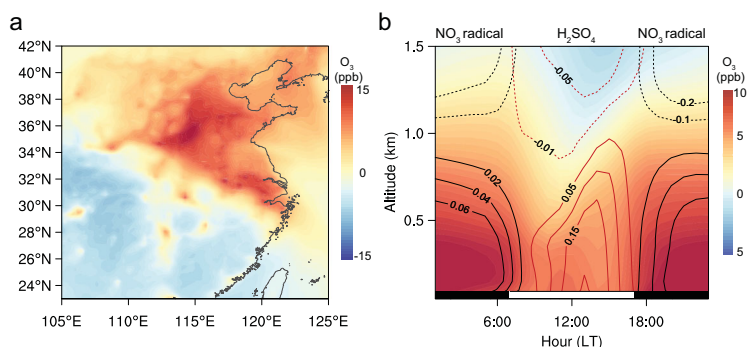 a
42°N
40°N
38°N
36°N
34°N
32°N
30°N
28°N
26°N
24°N
105°E 110°E 115°E 120°E 125°E
O3
(ppb)
15
0
-15
b
NO3 radical H2SO4 NO3 radical
1.5
1.0
0.5
Altitude (km)
-0.05
-0.2
-0.1
-0.01
0.02
0.04
0.06
0.05
0.15
6:00 12:00 18:00
Hour (LT)
O3
(ppb)
10
5
0
5